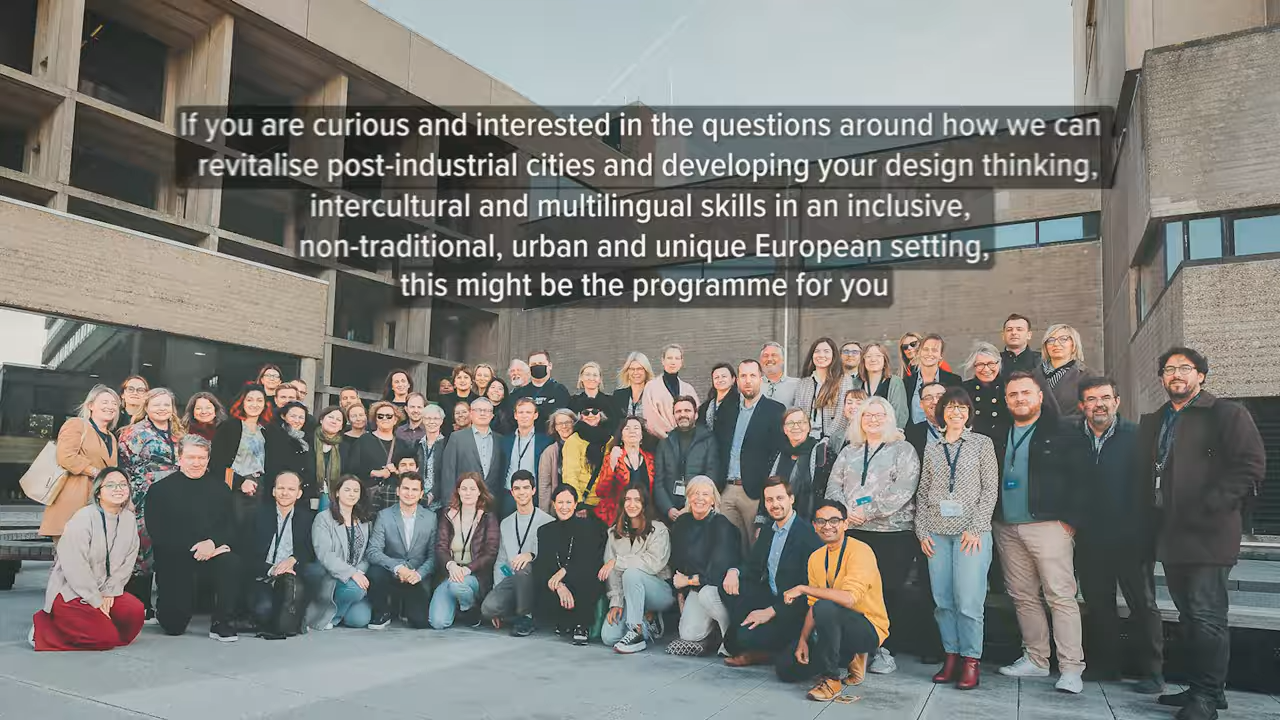 If you are curious and interested in the questions around how we can
revitalise post-industrial cities and developing your design thinking,
intercultural and multilingual skills in an inclusive,
non-traditional, urban and unique European setting,
this might be the programme for you